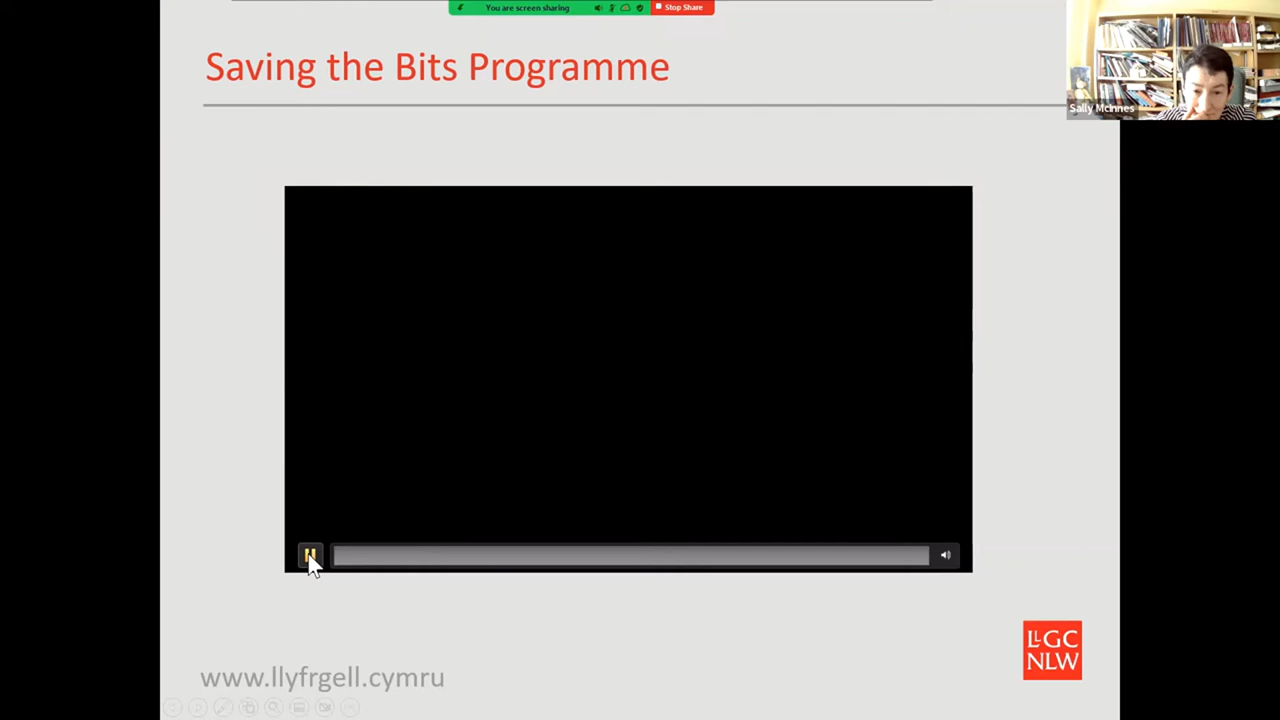 You are screen sharing
Stop Share
Saving the Bits Programme
Sally McInnes
www.llyfrgell.cymru
LLGC
NLW